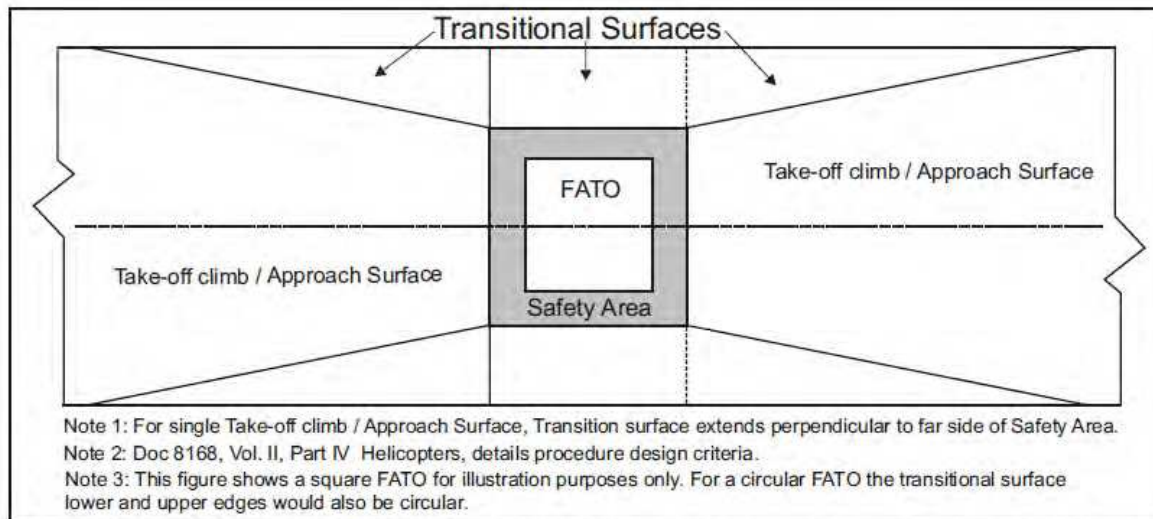 Transitional Surfaces
Take-off climb / Approach Surface
FATO
Take-off climb / Approach Surface
Safety Area
Note 1: For single Take-off climb / Approach Surface, Transition surface extends perpendicular to far side of Safety Area.
Note 2: Doc 8168, Vol. II, Part IV Helicopters, details procedure design criteria.
Note 3: This figure shows a square FATO for illustration purposes only. For a circular FATO the transitional surface
lower and upper edges would also be circular.